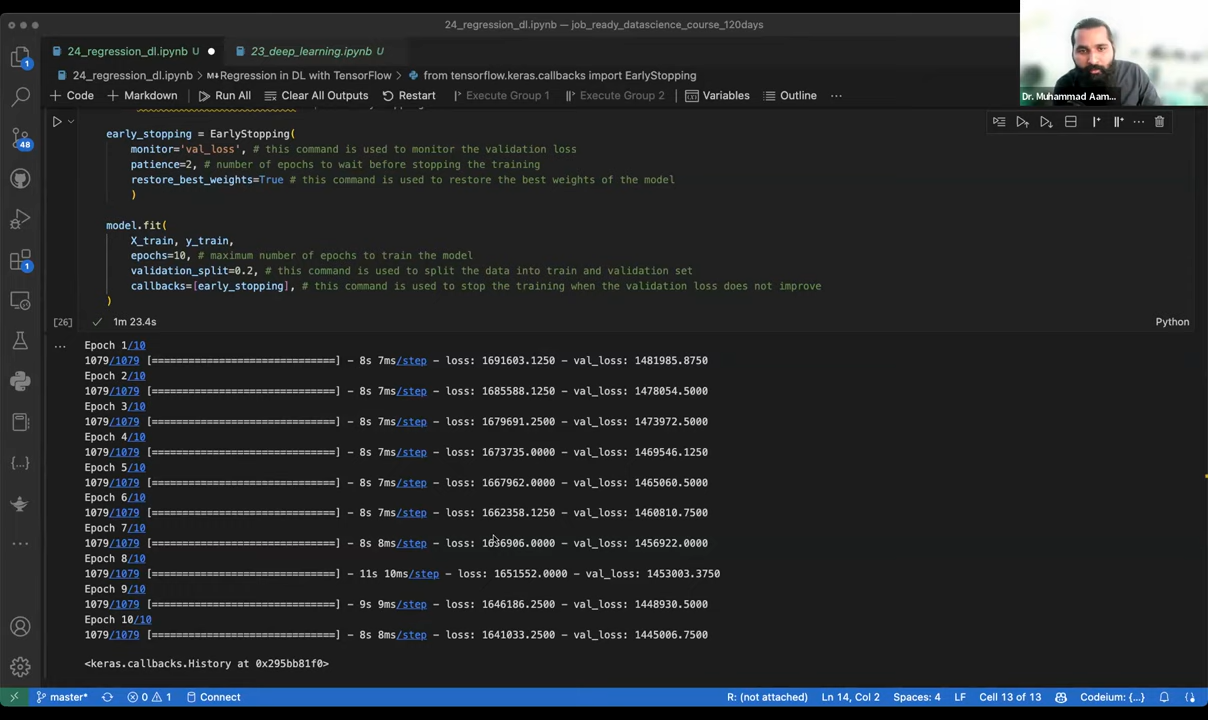 24_regression_dl.ipynb — job_ready_datascience_course_120days
24_regression_dl.ipynb U
23_deep_learning.ipynb U
24_regression_dl.ipynb > M↓Regression in DL with TensorFlow > from tensorflow.keras.callbacks import EarlyStopping
+ Code + Markdown Run All Clear All Outputs Restart Execute Group 1 Execute Group 2 Variables Outline ...
Dr. Muhammad Aam...
early_stopping = EarlyStopping(
monitor='val_loss', # this command is used to monitor the validation loss
patience=2, # number of epochs to wait before stopping the training
restore_best_weights=True # this command is used to restore the best weights of the model
)
model.fit(
X_train, y_train,
epochs=10, # maximum number of epochs to train the model
validation_split=0.2, # this command is used to split the data into train and validation set
callbacks=[early_stopping], # this command is used to stop the training when the validation loss does not improve
)
[26] ✓ 1m 23.4s Python
Epoch 1/10
1079/1079 [==============================] - 8s 7ms/step - loss: 1691603.1250 - val_loss: 1481985.8750
Epoch 2/10
1079/1079 [==============================] - 8s 7ms/step - loss: 1685588.1250 - val_loss: 1478054.5000
Epoch 3/10
1079/1079 [==============================] - 8s 7ms/step - loss: 1679691.2500 - val_loss: 1473972.5000
Epoch 4/10
1079/1079 [==============================] - 8s 7ms/step - loss: 1673735.0000 - val_loss: 1469546.1250
Epoch 5/10
1079/1079 [==============================] - 8s 7ms/step - loss: 1667962.0000 - val_loss: 1465060.5000
Epoch 6/10
1079/1079 [==============================] - 8s 7ms/step - loss: 1662358.1250 - val_loss: 1460810.7500
Epoch 7/10
1079/1079 [==============================] - 8s 8ms/step - loss: 1656906.0000 - val_loss: 1456922.0000
Epoch 8/10
1079/1079 [==============================] - 11s 10ms/step - loss: 1651552.0000 - val_loss: 1453003.3750
Epoch 9/10
1079/1079 [==============================] - 9s 9ms/step - loss: 1646186.2500 - val_loss: 1448930.5000
Epoch 10/10
1079/1079 [==============================] - 8s 8ms/step - loss: 1641033.2500 - val_loss: 1445006.7500
<keras.callbacks.History at 0x295bb81f0>
1
48
1
master* 0 1 Connect R: (not attached) Ln 14, Col 2 Spaces: 4 LF Cell 13 of 13 Codeium: {...}